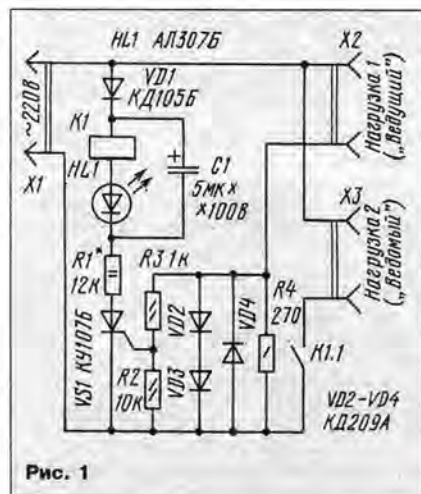 HL1 АЛ307Б
X2
~220В
X1
VD1
КД105Б
K1
HL1
C1
5мк×
×100В
Нагрузка 1
("Ведущий")
X3
Нагрузка 2
("Ведомый")
R1*
12к
R3 1к
VS1 КУ107Б
R2
10к
VD2
VD3
VD4
R4
270
K1.1
VD2-VD4
КД209А
Рис. 1